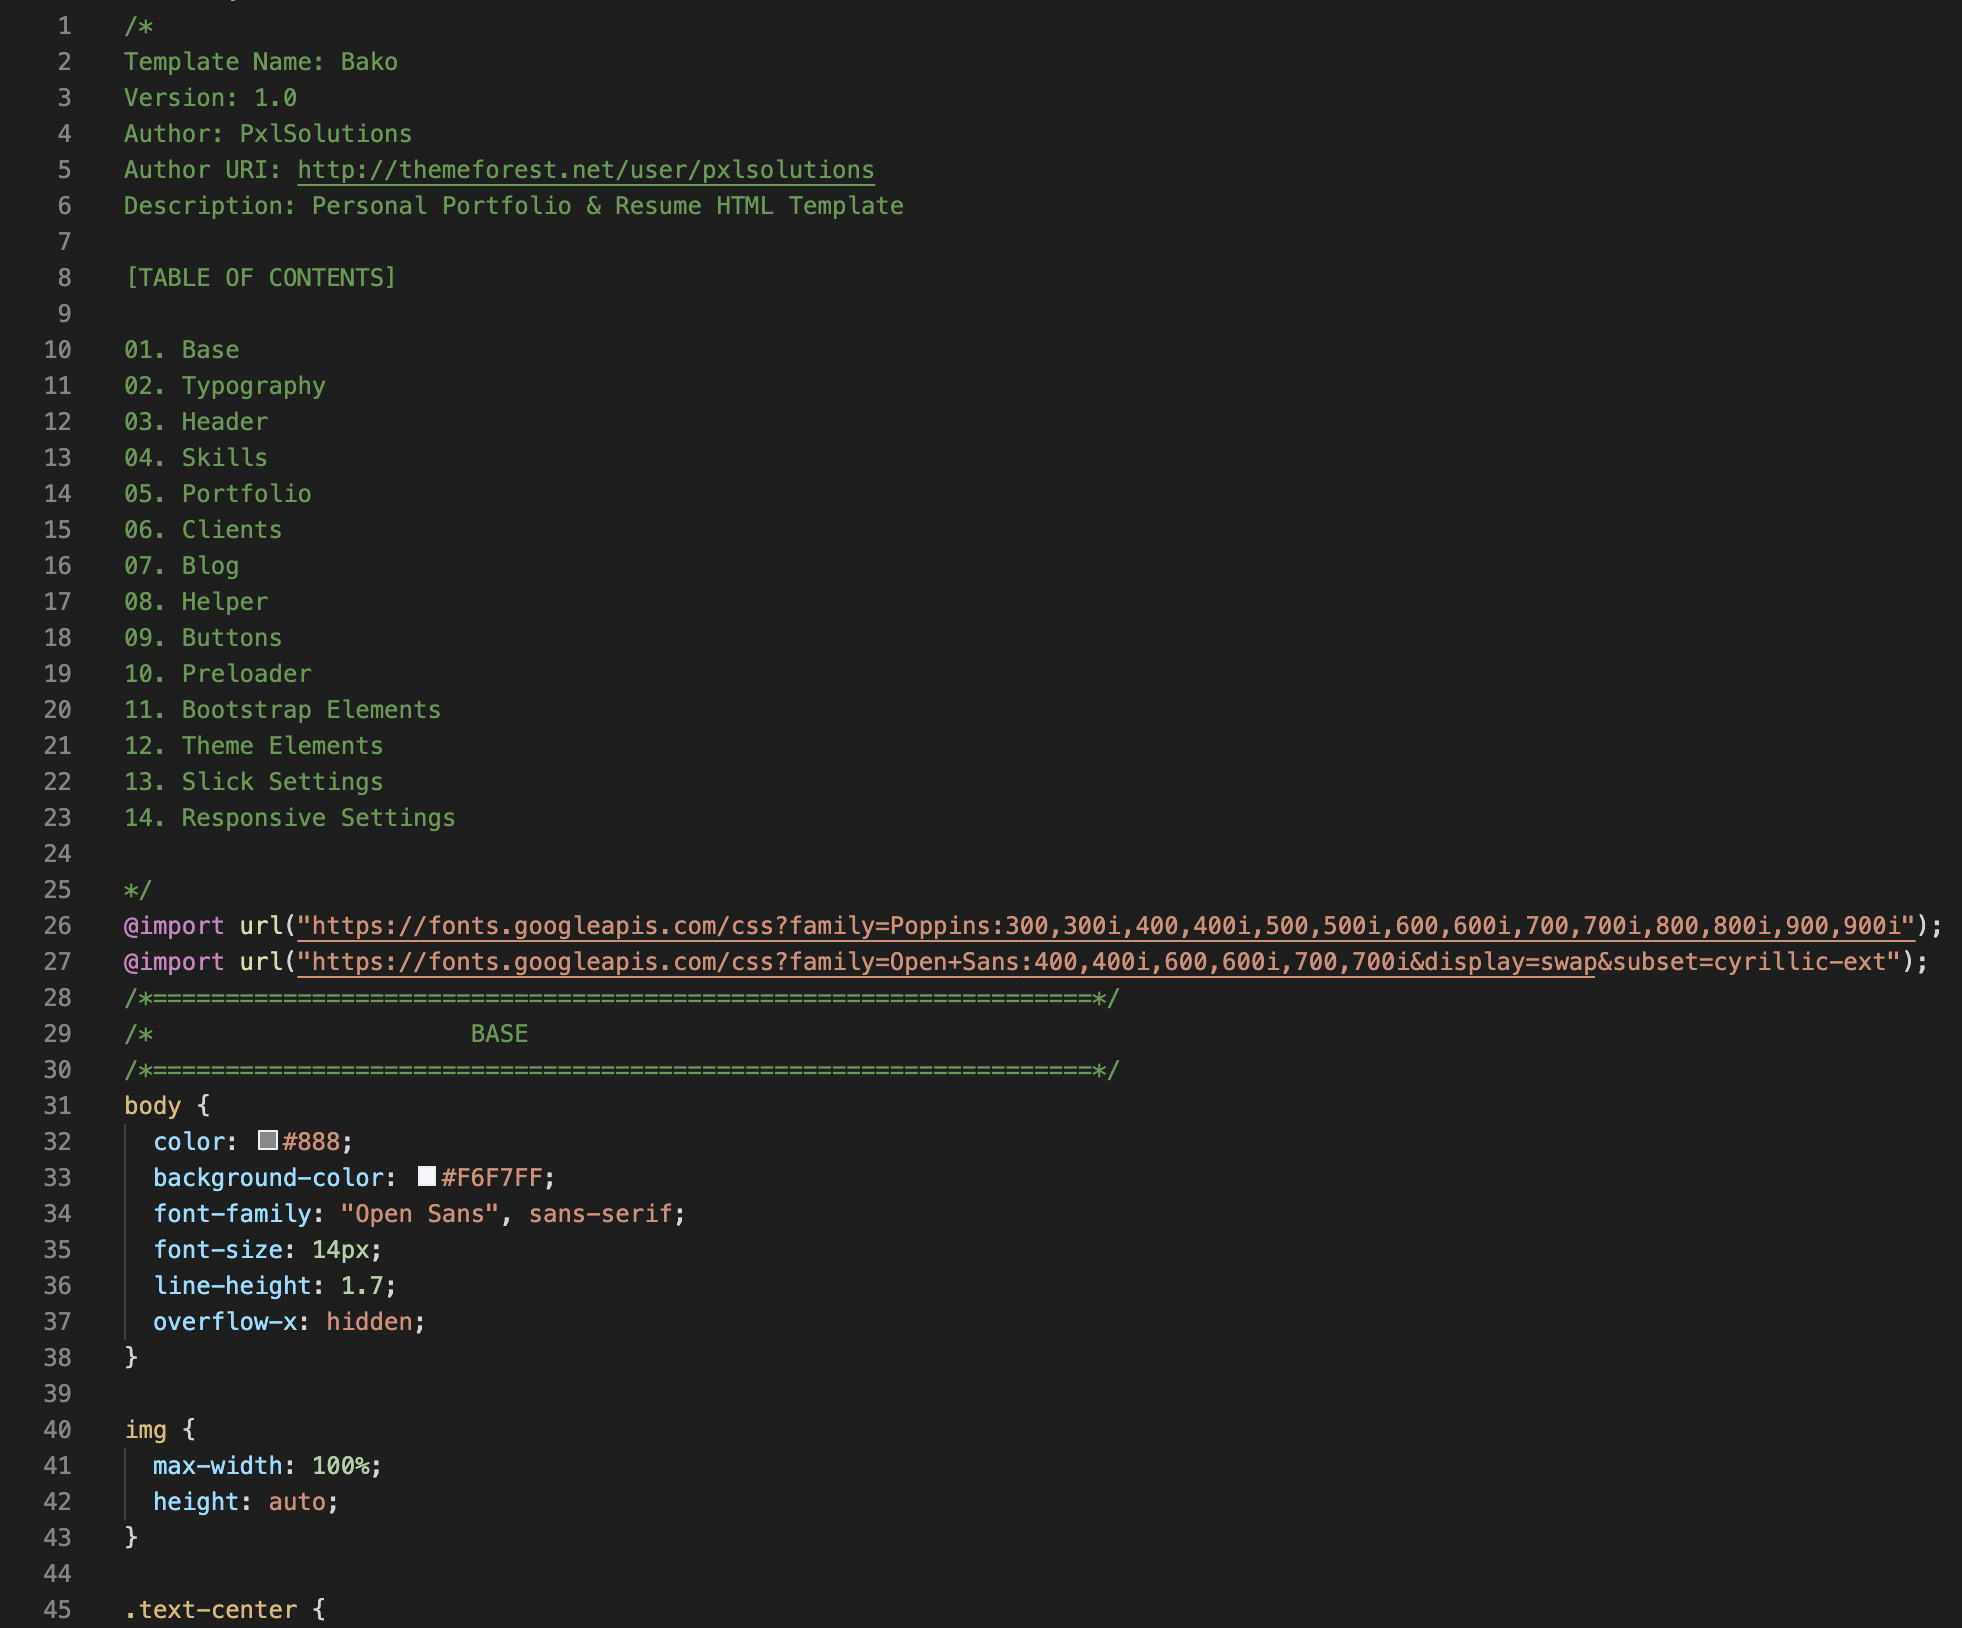 1 /*
2 Template Name: Bako
3 Version: 1.0
4 Author: PxlSolutions
5 Author URI: http://themeforest.net/user/pxlsolutions
6 Description: Personal Portfolio & Resume HTML Template
7
8 [TABLE OF CONTENTS]
9
10 01. Base
11 02. Typography
12 03. Header
13 04. Skills
14 05. Portfolio
15 06. Clients
16 07. Blog
17 08. Helper
18 09. Buttons
19 10. Preloader
20 11. Bootstrap Elements
21 12. Theme Elements
22 13. Slick Settings
23 14. Responsive Settings
24
25 */
26 @import url("https://fonts.googleapis.com/css?family=Poppins:300,300i,400,400i,500,500i,600,600i,700,700i,800,800i,900,900i");
27 @import url("https://fonts.googleapis.com/css?family=Open+Sans:400,400i,600,600i,700,700i&display=swap&subset=cyrillic-ext");
28 /*=================================================================*/
29 /*                      BASE
30 /*=================================================================*/
31 body {
32   color: #888;
33   background-color: #F6F7FF;
34   font-family: "Open Sans", sans-serif;
35   font-size: 14px;
36   line-height: 1.7;
37   overflow-x: hidden;
38 }
39
40 img {
41   max-width: 100%;
42   height: auto;
43 }
44
45 .text-center {